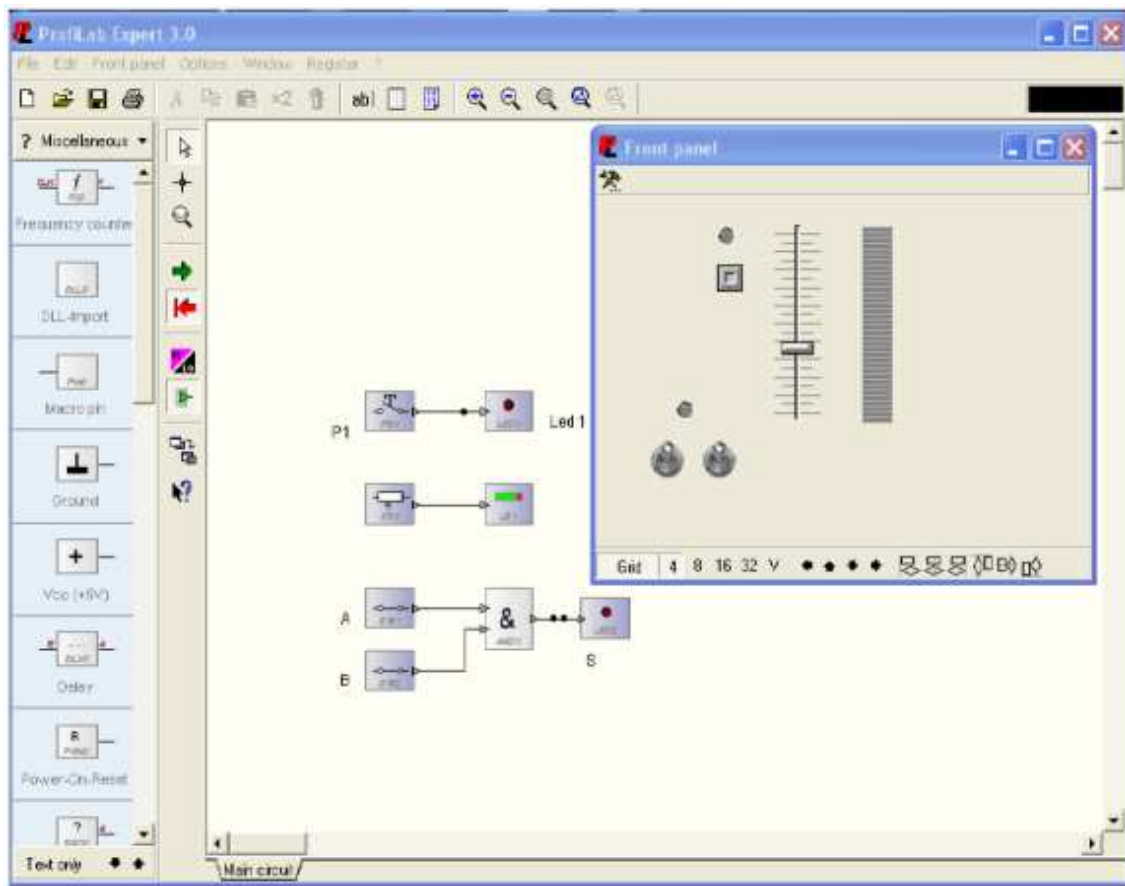 ProfiLab Expert 3.0
File Edit Front panel Options Window Register ?
ab|
×2
? Miscellaneous
Frequency counter
DLL-Import
Macro pin
Ground
Vcc (+5V)
Delay
Power-On-Reset
Text only
Front panel
P1
Led 1
A
&
B
S
Grid 4 8 16 32
Main circuit